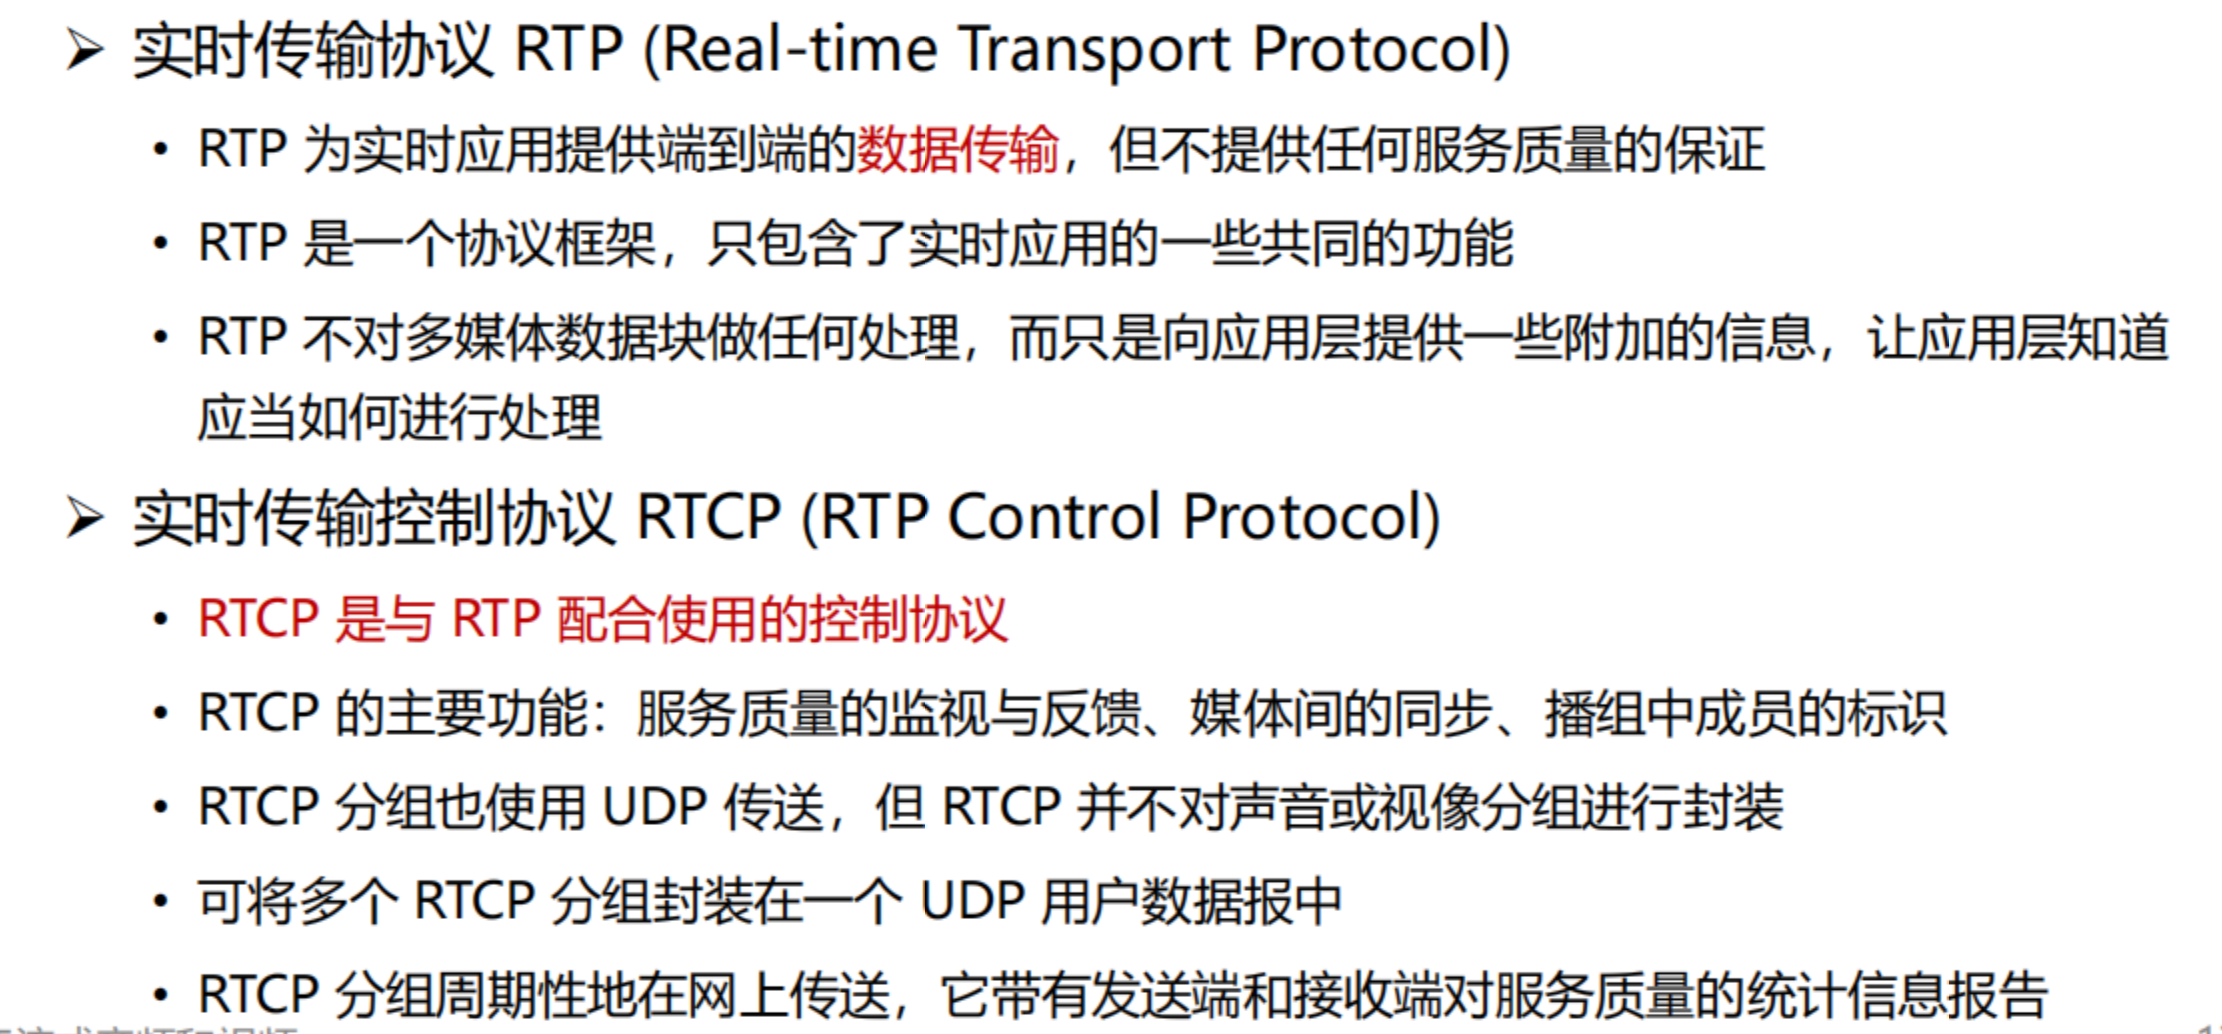 ➢ 实时传输协议 RTP (Real-time Transport Protocol)
• RTP 为实时应用提供端到端的数据传输，但不提供任何服务质量的保证
• RTP 是一个协议框架，只包含了实时应用的一些共同的功能
• RTP 不对多媒体数据块做任何处理，而只是向应用层提供一些附加的信息，让应用层知道
应当如何进行处理
➢ 实时传输控制协议 RTCP (RTP Control Protocol)
• RTCP 是与 RTP 配合使用的控制协议
• RTCP 的主要功能：服务质量的监视与反馈、媒体间的同步、播组中成员的标识
• RTCP 分组也使用 UDP 传送，但 RTCP 并不对声音或视像分组进行封装
• 可将多个 RTCP 分组封装在一个 UDP 用户数据报中
• RTCP 分组周期性地在网上传送，它带有发送端和接收端对服务质量的统计信息报告